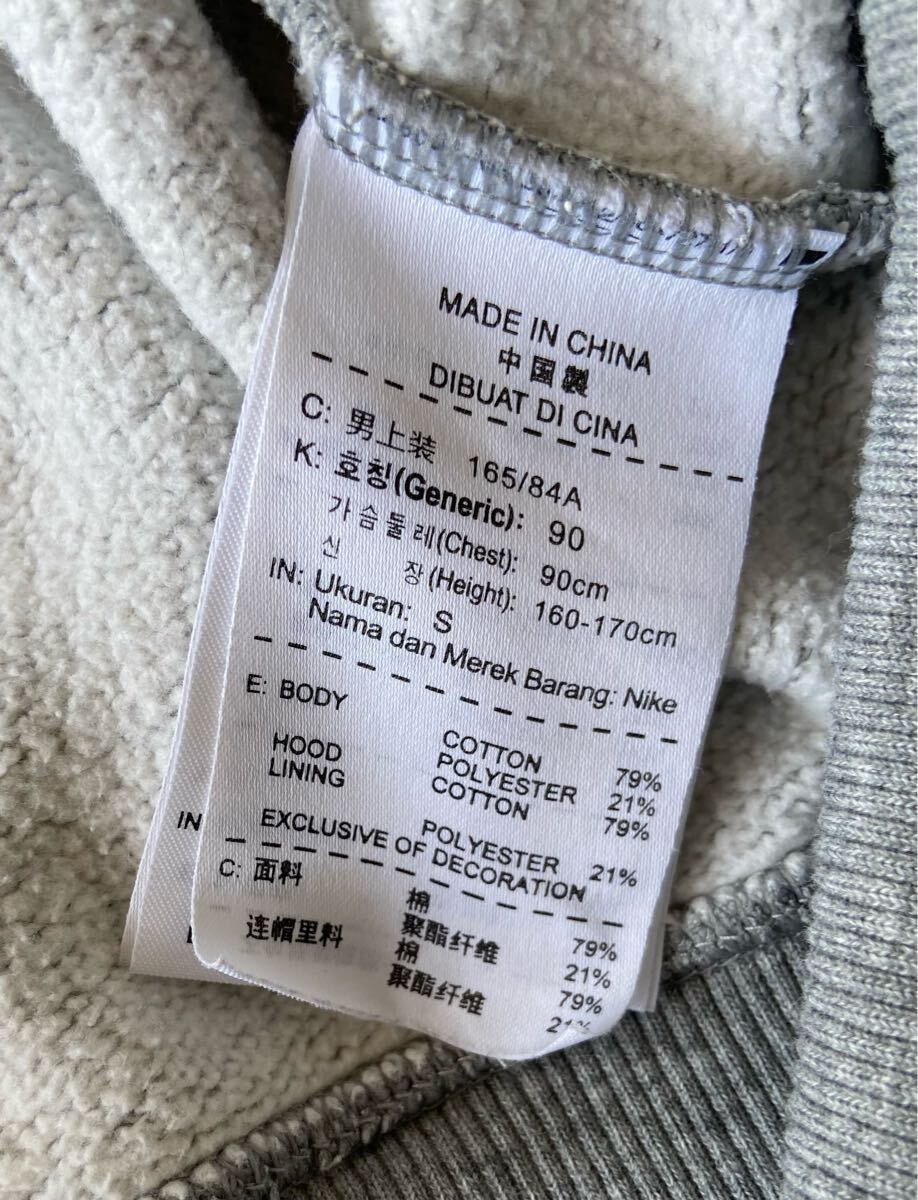 MADE IN CHINA
中国製
DIBUAT DI CINA
C: 男上装 165/84A
K: 호칭(Generic): 90
가슴둘레(Chest): 90cm
신 장(Height): 160-170cm
IN: Ukuran: S
Nama dan Merek Barang: Nike
E: BODY COTTON 79%
POLYESTER 21%
HOOD LINING COTTON 79%
POLYESTER 21%
EXCLUSIVE OF DECORATION
C: 面料 棉 79%
聚酯纤维 21%
连帽里料 棉 79%
聚酯纤维
IN